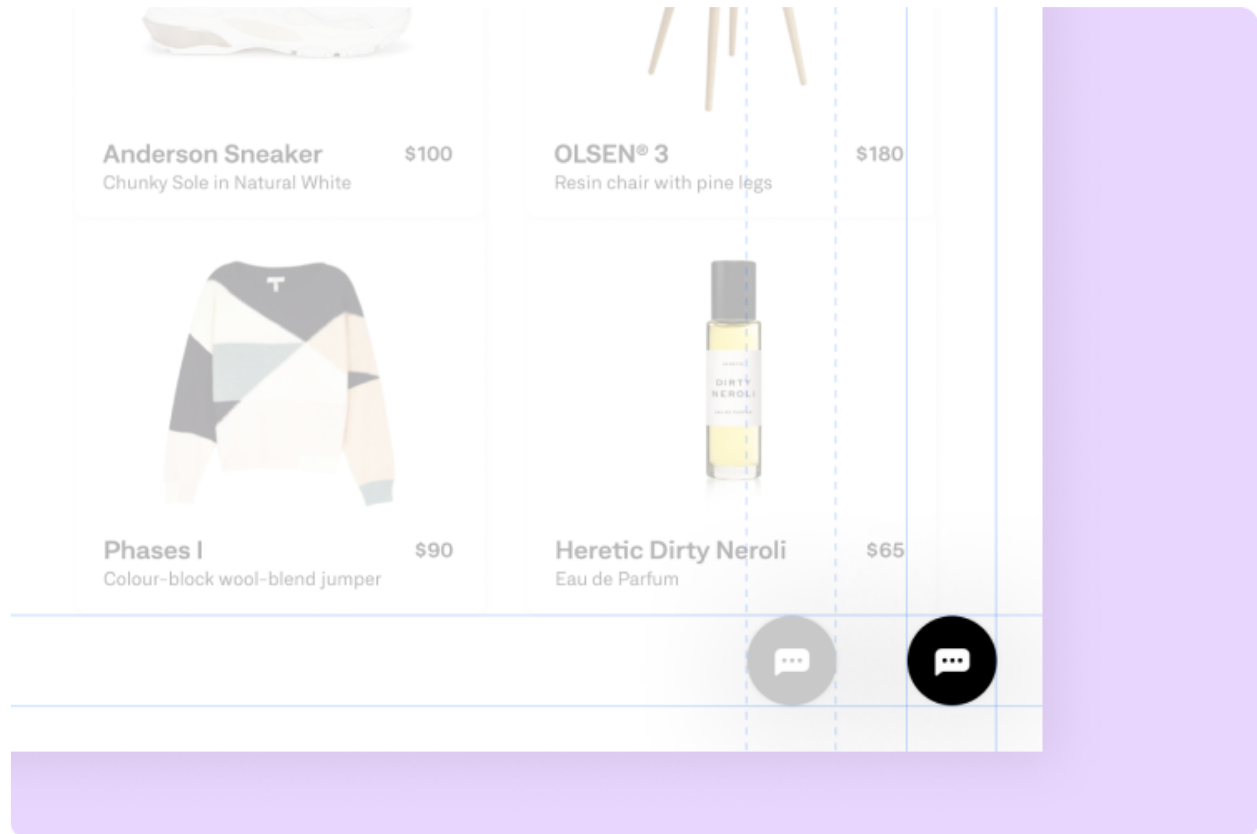 Anderson Sneaker $100
Chunky Sole in Natural White
OLSEN® 3 $180
Resin chair with pine legs
DIRTY
NEROLI
Phases I $90
Colour-block wool-blend jumper
Heretic Dirty Neroli $65
Eau de Parfum